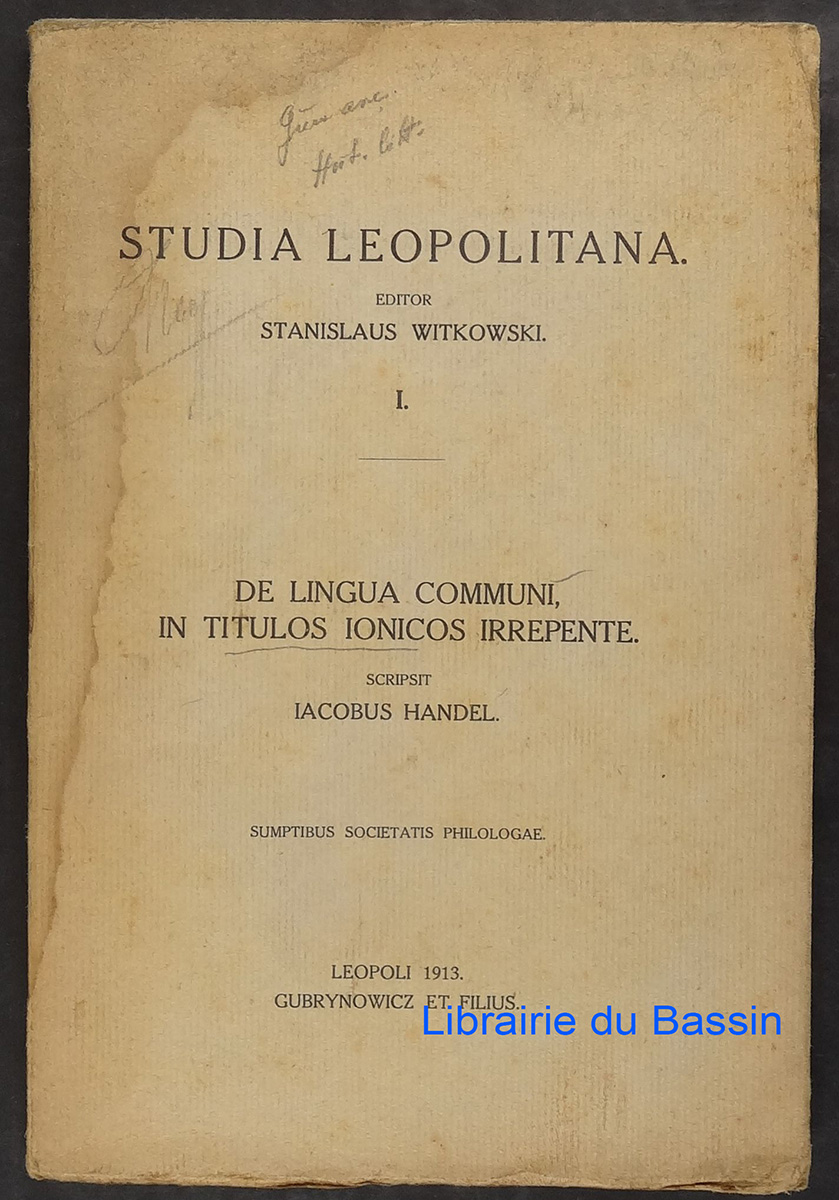 STUDIA LEOPOLITANA.
EDITOR
STANISLAUS WITKOWSKI.
I.
DE LINGUA COMMUNI,
IN TITULOS IONICOS IRREPENTE.
SCRIPSIT
IACOBUS HANDEL.
SUMPTIBUS SOCIETATIS PHILOLOGAE.
LEOPOLI 1913.
GUBRYNOWICZ ET FILIUS.
Librairie du Bassin